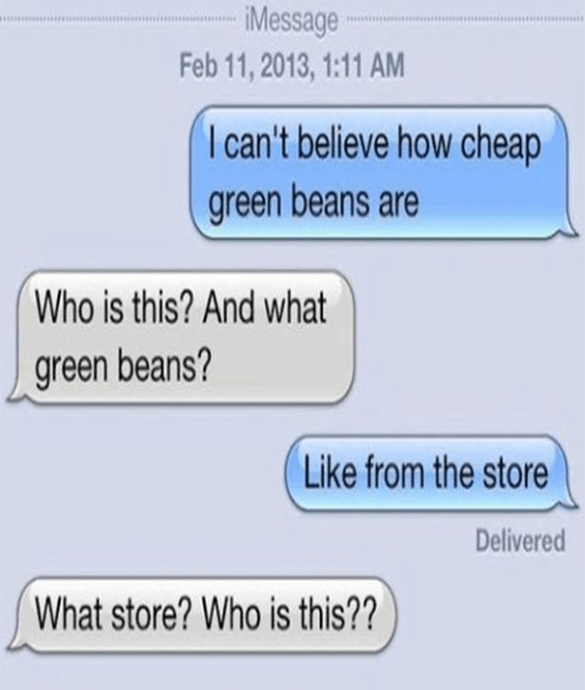 iMessage
Feb 11, 2013, 1:11 AM
I can't believe how cheap
green beans are
Who is this? And what
green beans?
Like from the store
Delivered
What store? Who is this??